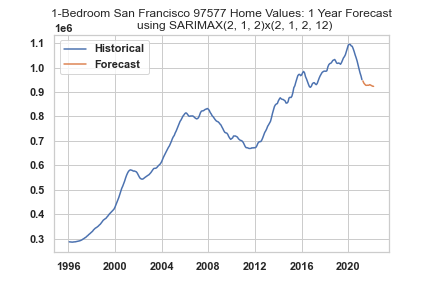 1-Bedroom San Francisco 97577 Home Values: 1 Year Forecast
using SARIMAX(2, 1, 2)x(2, 1, 2, 12)
1e6
Historical
Forecast
1.1
1.0
0.9
0.8
0.7
0.6
0.5
0.4
0.3
1996 2000 2004 2008 2012 2016 2020